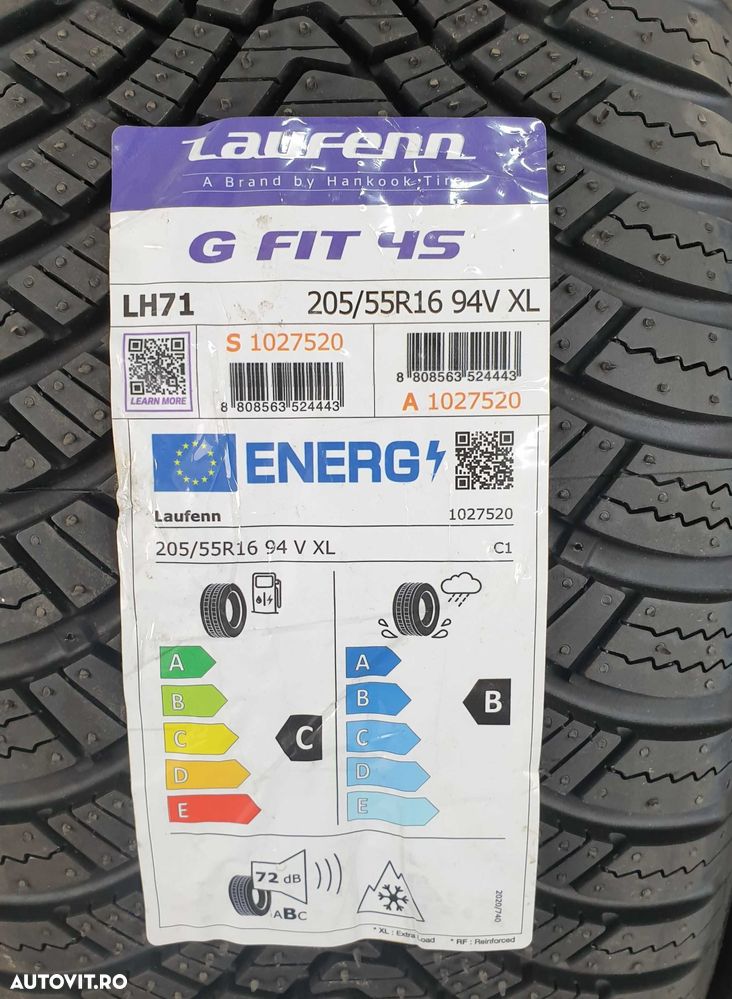 Laufenn
A Brand by Hankook Tire
G FIT 4S
LH71 205/55R16 94V XL
LEARN MORE
S 1027520
8 808563 524443
8 808563 524443
A 1027520
ENERG
Laufenn 1027520
205/55R16 94 V XL C1
A
B
C
D
E
C
A
B
C
D
E
B
72 dB
ABC
2020/740
* XL : Extra Load * RF : Reinforced
AUTOVIT.RO